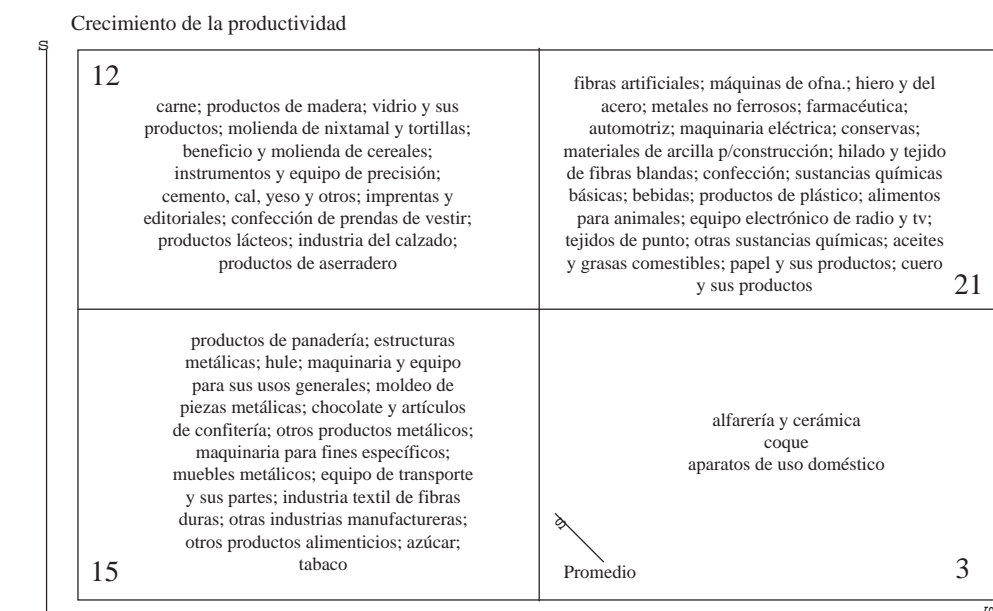 Crecimiento de la productividad
s
12
carne; productos de madera; vidrio y sus
productos; molienda de nixtamal y tortillas;
beneficio y molienda de cereales;
instrumentos y equipo de precisión;
cemento, cal, yeso y otros; imprentas y
editoriales; confección de prendas de vestir;
productos lácteos; industria del calzado;
productos de aserradero
fibras artificiales; máquinas de ofna.; hiero y del
acero; metales no ferrosos; farmacéutica;
automotriz; maquinaria eléctrica; conservas;
materiales de arcilla p/construcción; hilado y tejido
de fibras blandas; confección; sustancias químicas
básicas; bebidas; productos de plástico; alimentos
para animales; equipo electrónico de radio y tv;
tejidos de punto; otras sustancias químicas; aceites
y grasas comestibles; papel y sus productos; cuero
y sus productos
21
productos de panadería; estructuras
metálicas; hule; maquinaria y equipo
para sus usos generales; moldeo de
piezas metálicas; chocolate y artículos
de confitería; otros productos metálicos;
maquinaria para fines específicos;
muebles metálicos; equipo de transporte
y sus partes; industria textil de fibras
duras; otras industrias manufactureras;
otros productos alimenticios; azúcar;
tabaco
15
alfarería y cerámica
coque
aparatos de uso doméstico
s
Promedio
3